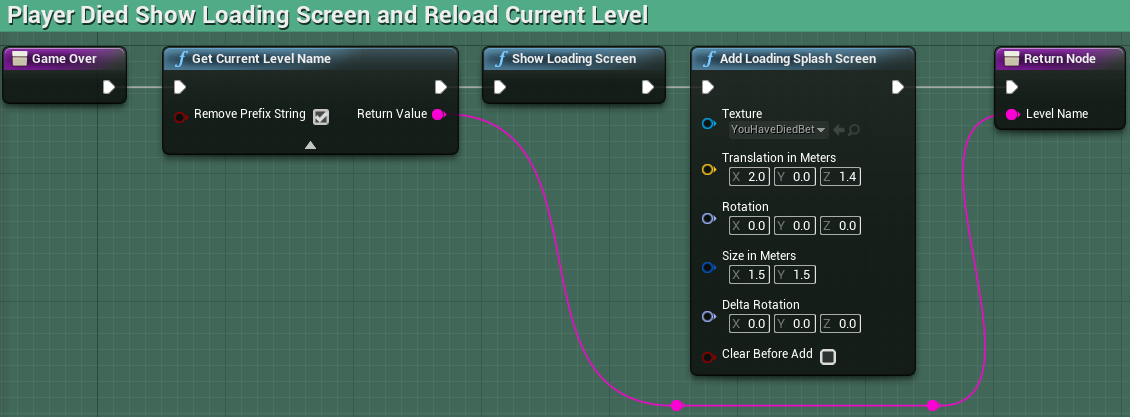 Player Died Show Loading Screen and Reload Current Level
Game Over
Get Current Level Name
Remove Prefix String
Return Value
Show Loading Screen
Add Loading Splash Screen
Texture
YouHaveDiedBet
Translation in Meters
X 2.0 Y 0.0 Z 1.4
Rotation
X 0.0 Y 0.0 Z 0.0
Size in Meters
X 1.5 Y 1.5
Delta Rotation
X 0.0 Y 0.0 Z 0.0
Clear Before Add
Return Node
Level Name